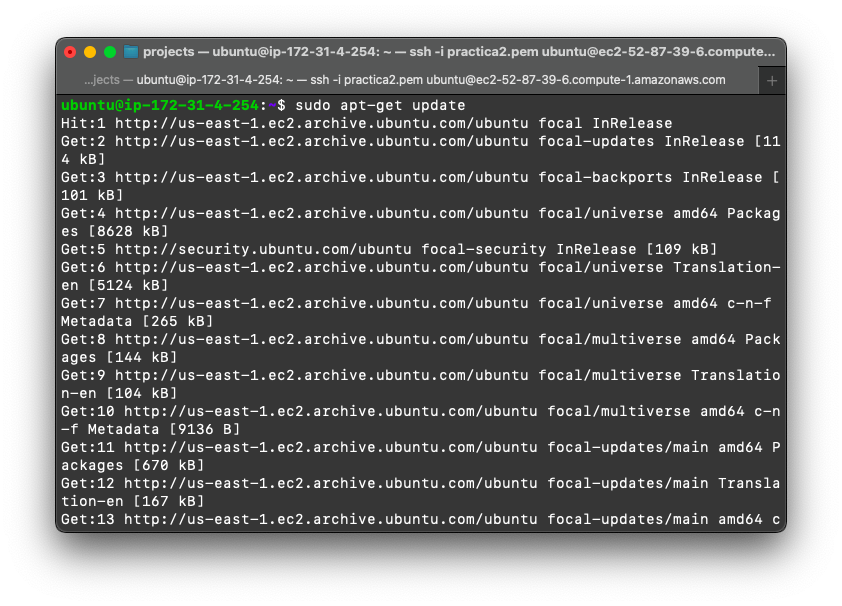 projects — ubuntu@ip-172-31-4-254: ~ — ssh -i practica2.pem ubuntu@ec2-52-87-39-6.compute...
...jects — ubuntu@ip-172-31-4-254: ~ — ssh -i practica2.pem ubuntu@ec2-52-87-39-6.compute-1.amazonaws.com +
ubuntu@ip-172-31-4-254:~$ sudo apt-get update
Hit:1 http://us-east-1.ec2.archive.ubuntu.com/ubuntu focal InRelease
Get:2 http://us-east-1.ec2.archive.ubuntu.com/ubuntu focal-updates InRelease [11
4 kB]
Get:3 http://us-east-1.ec2.archive.ubuntu.com/ubuntu focal-backports InRelease [
101 kB]
Get:4 http://us-east-1.ec2.archive.ubuntu.com/ubuntu focal/universe amd64 Packag
es [8628 kB]
Get:5 http://security.ubuntu.com/ubuntu focal-security InRelease [109 kB]
Get:6 http://us-east-1.ec2.archive.ubuntu.com/ubuntu focal/universe Translation-
en [5124 kB]
Get:7 http://us-east-1.ec2.archive.ubuntu.com/ubuntu focal/universe amd64 c-n-f
Metadata [265 kB]
Get:8 http://us-east-1.ec2.archive.ubuntu.com/ubuntu focal/multiverse amd64 Pack
ages [144 kB]
Get:9 http://us-east-1.ec2.archive.ubuntu.com/ubuntu focal/multiverse Translatio
n-en [104 kB]
Get:10 http://us-east-1.ec2.archive.ubuntu.com/ubuntu focal/multiverse amd64 c-n
-f Metadata [9136 B]
Get:11 http://us-east-1.ec2.archive.ubuntu.com/ubuntu focal-updates/main amd64 P
ackages [670 kB]
Get:12 http://us-east-1.ec2.archive.ubuntu.com/ubuntu focal-updates/main Transla
tion-en [167 kB]
Get:13 http://us-east-1.ec2.archive.ubuntu.com/ubuntu focal-updates/main amd64 c